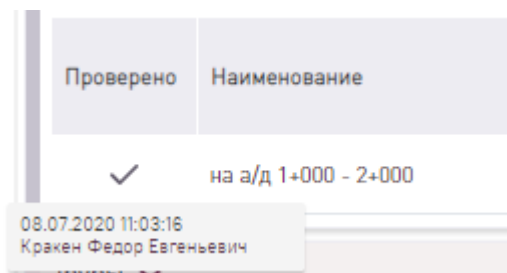 Проверено Наименование
на а/д 1+000 - 2+000
08.07.2020 11:03:16
Кракен Федор Евгеньевич